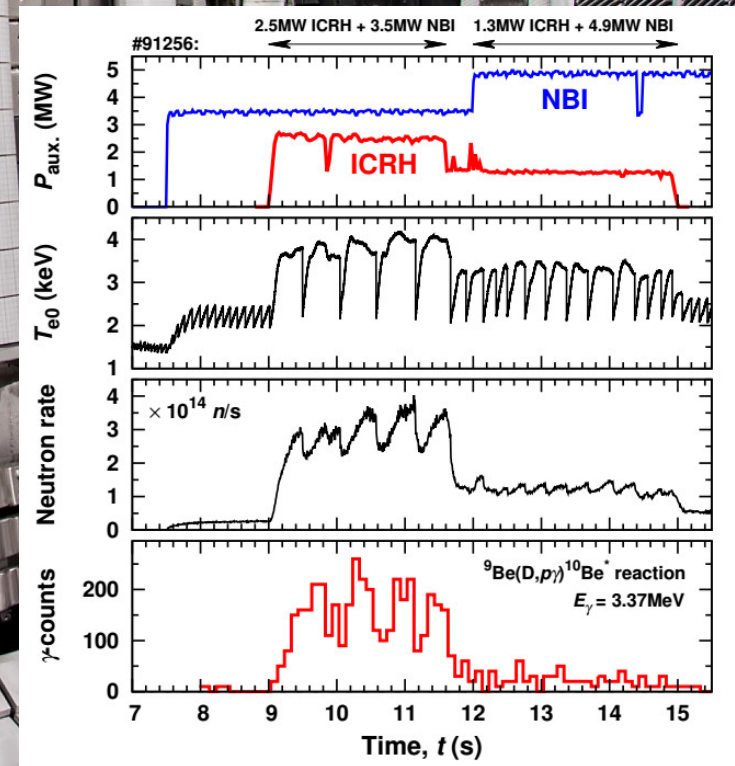 2.5MW ICRH + 3.5MW NBI 1.3MW ICRH + 4.9MW NBI
#91256:
P_aux. (MW)
5
4
3
2
1
0
NBI
ICRH
T_e0 (keV)
4
3
2
1
Neutron rate
× 10^14 n/s
4
3
2
1
0
γ-counts
200
100
0
^9Be(D,pγ)^10Be^* reaction
E_γ = 3.37MeV
7 8 9 10 11 12 13 14 15
Time, t (s)